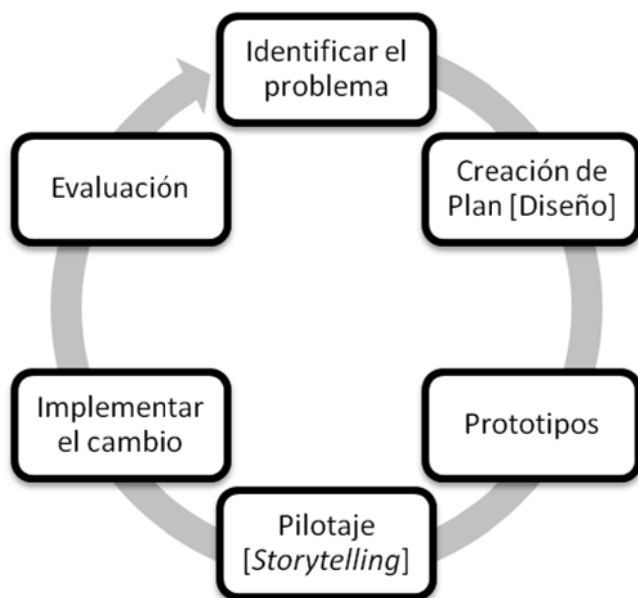 Identificar el
problema
Creación de
Plan [Diseño]
Prototipos
Pilotaje
[Storytelling]
Implementar
el cambio
Evaluación